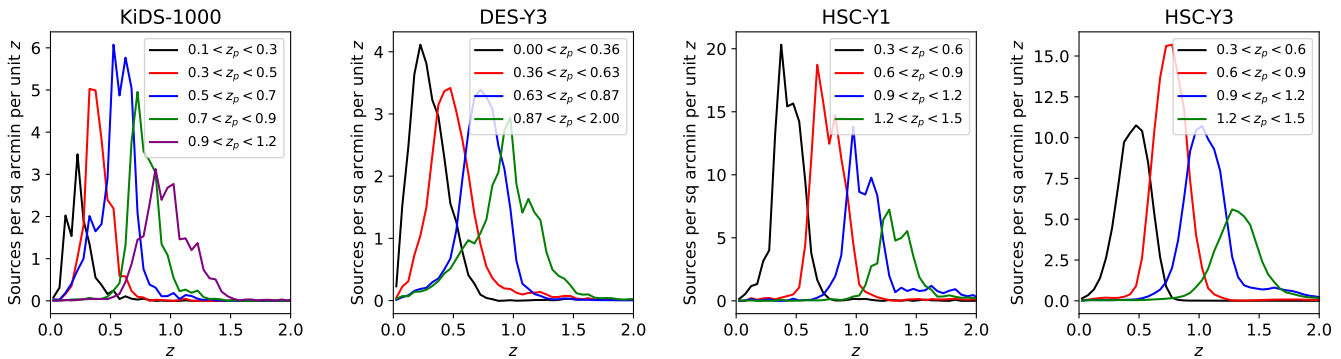 KiDS-1000
Sources per sq arcmin per unit z
0.1 < z_p < 0.3
0.3 < z_p < 0.5
0.5 < z_p < 0.7
0.7 < z_p < 0.9
0.9 < z_p < 1.2
6
5
4
3
2
1
0
0.0 0.5 1.0 1.5 2.0
z
DES-Y3
Sources per sq arcmin per unit z
0.00 < z_p < 0.36
0.36 < z_p < 0.63
0.63 < z_p < 0.87
0.87 < z_p < 2.00
4
3
2
1
0
0.0 0.5 1.0 1.5 2.0
z
HSC-Y1
Sources per sq arcmin per unit z
0.3 < z_p < 0.6
0.6 < z_p < 0.9
0.9 < z_p < 1.2
1.2 < z_p < 1.5
20
15
10
5
0
0.0 0.5 1.0 1.5 2.0
z
HSC-Y3
Sources per sq arcmin per unit z
0.3 < z_p < 0.6
0.6 < z_p < 0.9
0.9 < z_p < 1.2
1.2 < z_p < 1.5
15.0
12.5
10.0
7.5
5.0
2.5
0.0
0.0 0.5 1.0 1.5 2.0
z